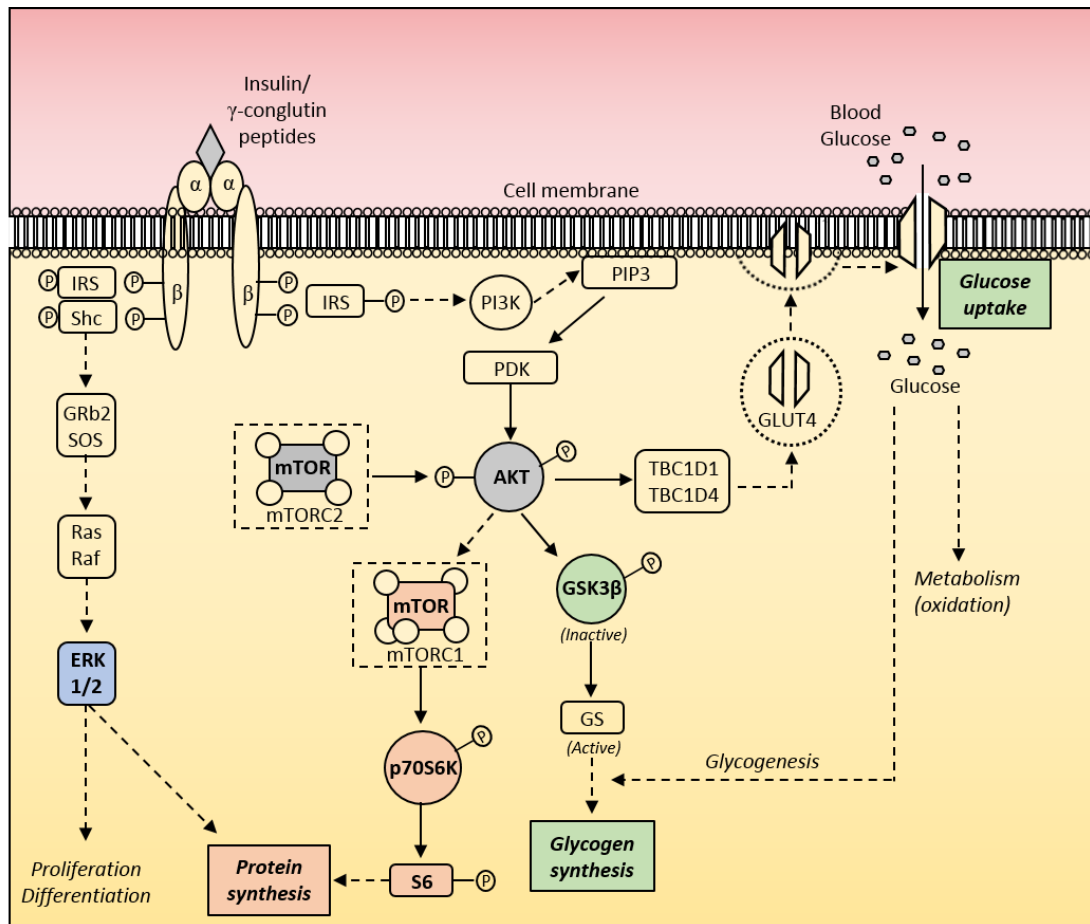 Insulin/
γ-conglutin
peptides
Blood
Glucose
α
α
Cell membrane
P
IRS
P
Shc
P
P
β
β
P
P
IRS
P
PI3K
PIP3
Glucose
uptake
PDK
Glucose
GLUT4
GRb2
SOS
mTOR
mTORC2
P
AKT
P
TBC1D1
TBC1D4
Ras
Raf
mTOR
mTORC1
GSK3β
P
(Inactive)
Metabolism
(oxidation)
ERK
1/2
GS
(Active)
p70S6K
P
Glycogenesis
Proliferation
Differentiation
Protein
synthesis
S6
P
Glycogen
synthesis